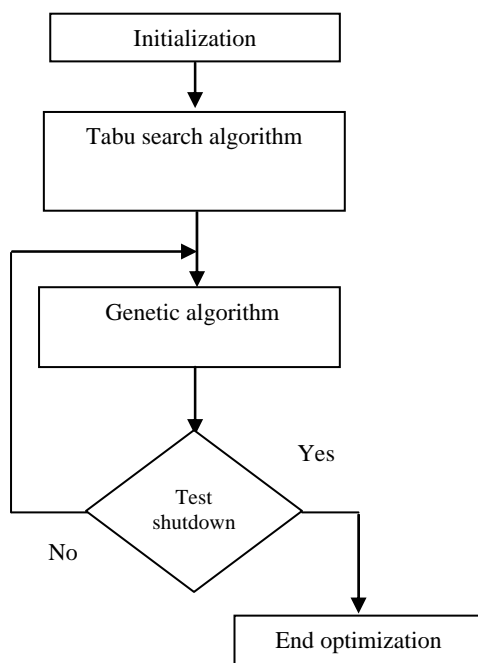 Initialization
Tabu search algorithm
Genetic algorithm
Yes
Test
shutdown
No
End optimization